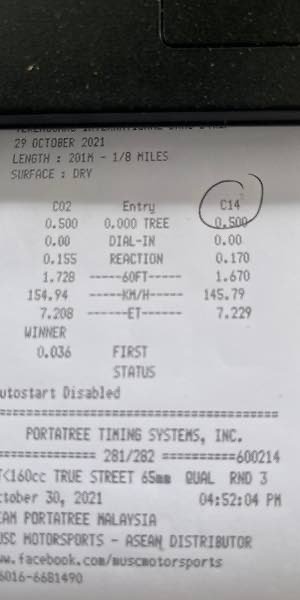 29 OCTOBER 2021
LENGTH : 201M - 1/8 MILES
SURFACE : DRY
C02 Entry C14
0.500 0.000 TREE 0.500
0.00 DIAL-IN 0.00
0.155 REACTION 0.170
1.728 -----60FT----- 1.670
154.94 -----KM/H----- 145.79
7.208 ------ET------ 7.229
WINNER
0.036 FIRST
STATUS
utostart Disabled
========================================
PORTATREE TIMING SYSTEMS, INC.
============== 281/282 ==========600214
T<160cc TRUE STREET 65mm QUAL RND 3
ctober 30, 2021 04:52:04 PM
EAM PORTATREE MALAYSIA
USC MOTORSPORTS - ASEAN DISTRIBUTOR
ww.facebook.com/muscmotorsports
6016-6681490